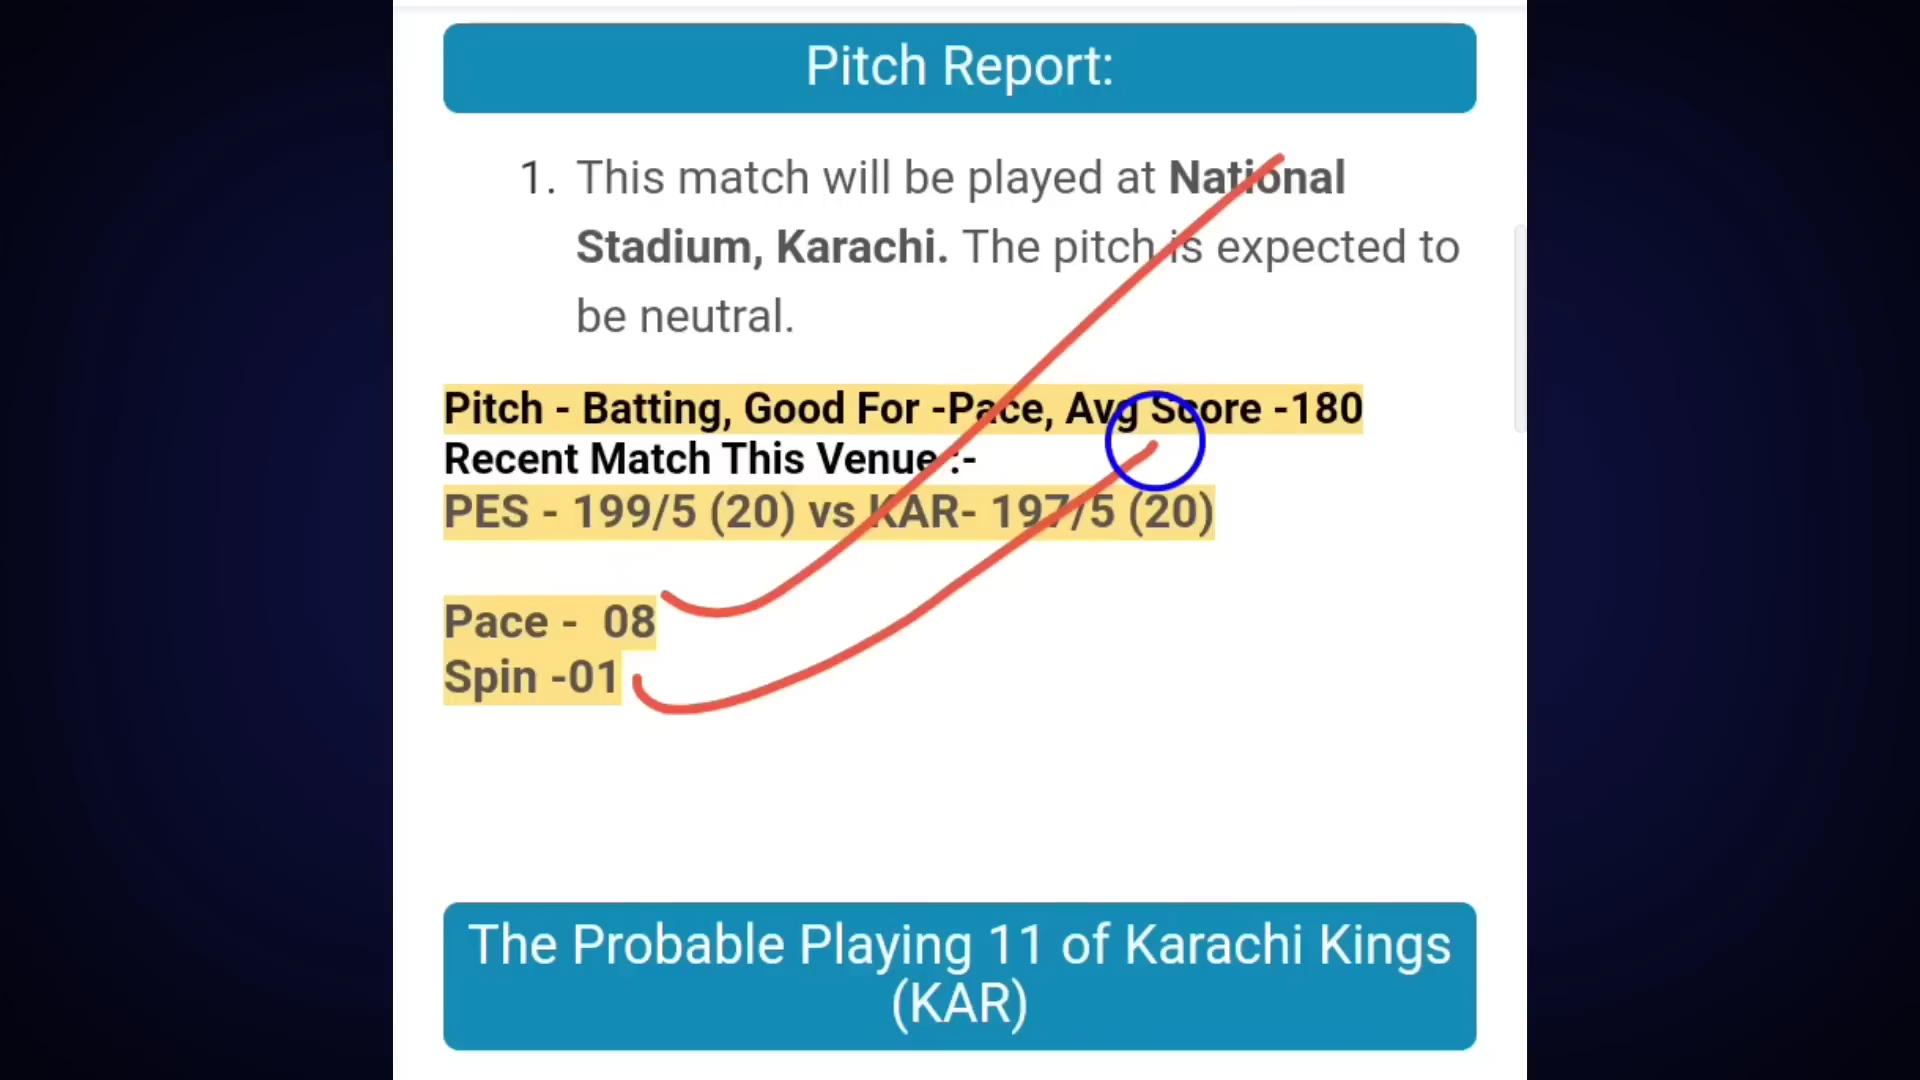 Pitch Report:
1. This match will be played at National
Stadium, Karachi. The pitch is expected to
be neutral.
Pitch - Batting, Good For -Pace, Avg Score -180
Recent Match This Venue :-
PES - 199/5 (20) vs KAR- 197/5 (20)
Pace - 08
Spin -01
The Probable Playing 11 of Karachi Kings
(KAR)